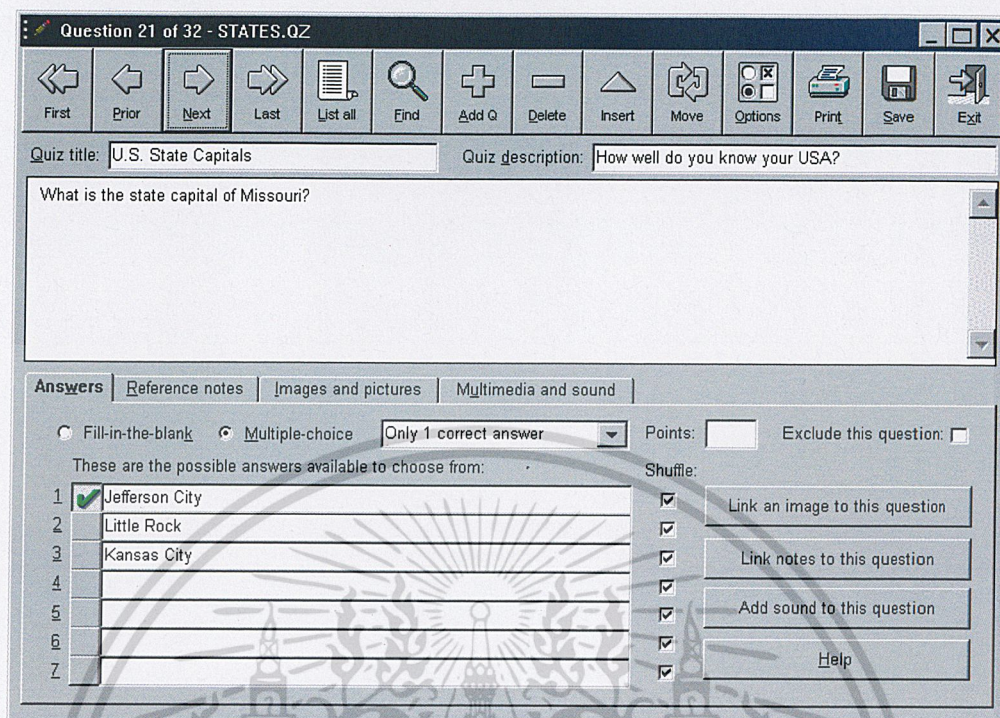 Question 21 of 32 - STATES.QZ
First Prior Next Last List all Find Add Q Delete Insert Move Options Print Save Exit
Quiz title: U.S. State Capitals Quiz description: How well do you know your USA?
What is the state capital of Missouri?
Answers Reference notes Images and pictures Multimedia and sound
Fill-in-the-blank Multiple-choice Only 1 correct answer Points: Exclude this question:
These are the possible answers available to choose from: Shuffle:
1 Jefferson City
Link an image to this question
2 Little Rock
3 Kansas City
Link notes to this question
4
5
Add sound to this question
6
Help
7